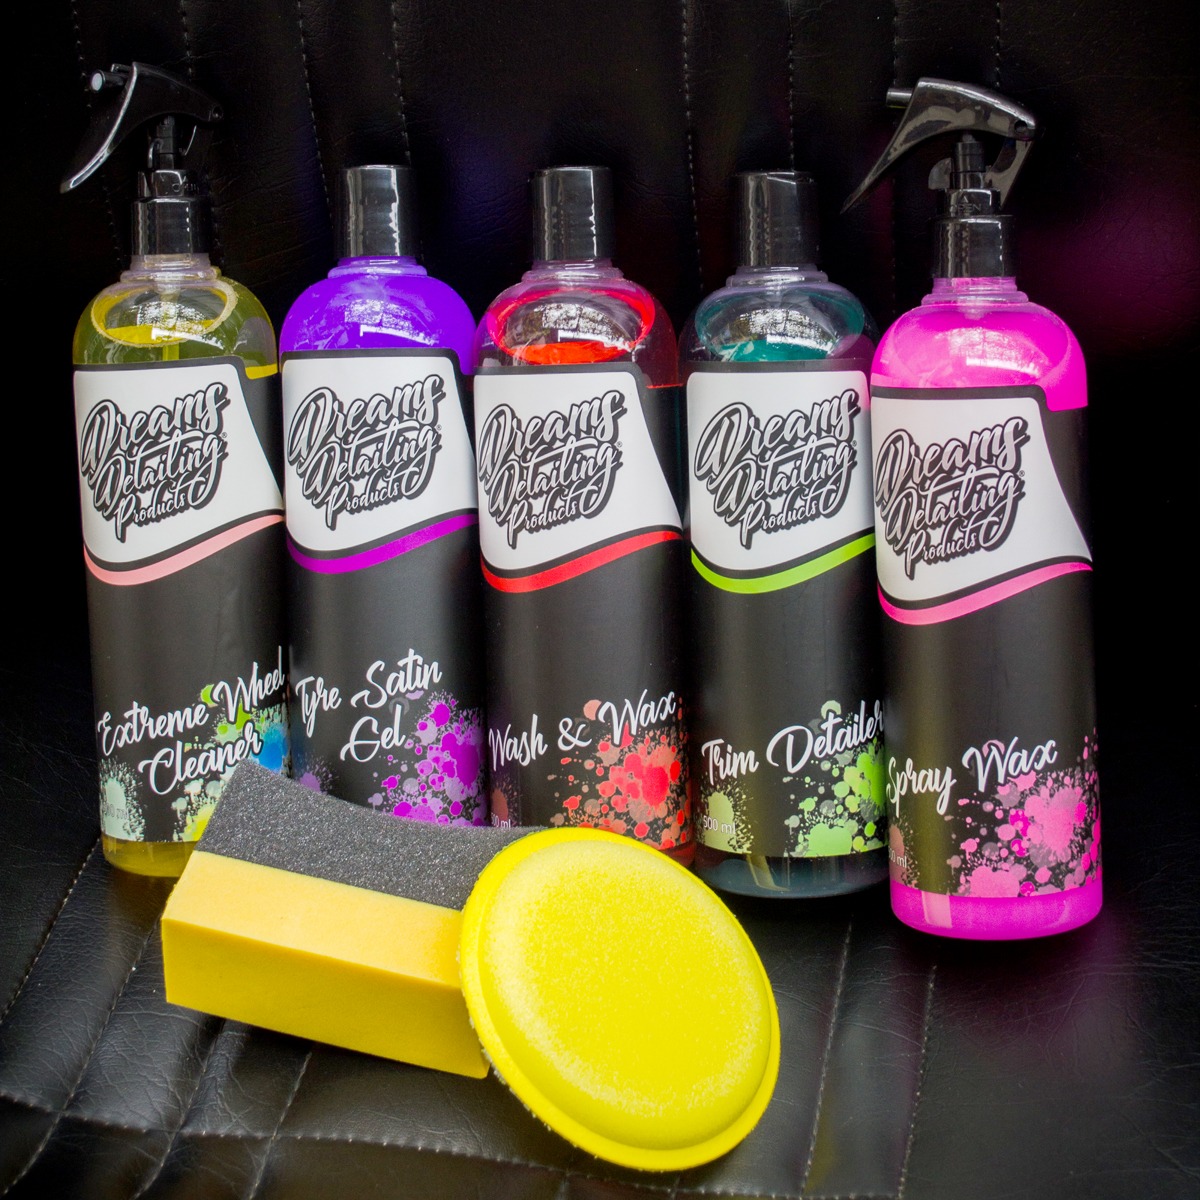 Dreams
Detailing®
Products
Extreme Wheel
Cleaner
Dreams
Detailing®
Products
Tyre Satin
Gel
Dreams
Detailing®
Products
Wash & Wax
Dreams
Detailing®
Products
Trim Detailer
500 ml
Dreams
Detailing®
Products
Spray Wax
ml